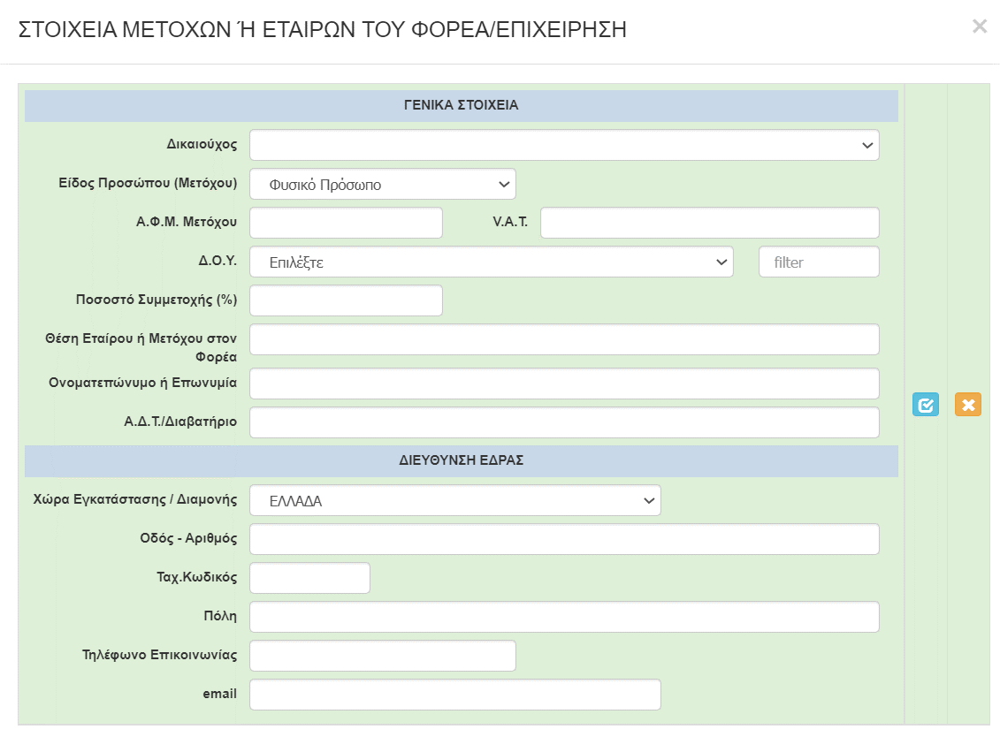 ΣΤΟΙΧΕΙΑ ΜΕΤΟΧΩΝ Ή ΕΤΑΙΡΩΝ ΤΟΥ ΦΟΡΕΑ/ΕΠΙΧΕΙΡΗΣΗ
ΓΕΝΙΚΑ ΣΤΟΙΧΕΙΑ
Δικαιούχος
Είδος Προσώπου (Μετόχου) Φυσικό Πρόσωπο
Α.Φ.Μ. Μετόχου V.A.T.
Δ.Ο.Υ. Επιλέξτε filter
Ποσοστό Συμμετοχής (%)
Θέση Εταίρου ή Μετόχου στον
Φορέα
Ονοματεπώνυμο ή Επωνυμία
Α.Δ.Τ./Διαβατήριο
ΔΙΕΥΘΥΝΣΗ ΕΔΡΑΣ
Χώρα Εγκατάστασης / Διαμονής ΕΛΛΑΔΑ
Οδός - Αριθμός
Ταχ.Κωδικός
Πόλη
Τηλέφωνο Επικοινωνίας
email